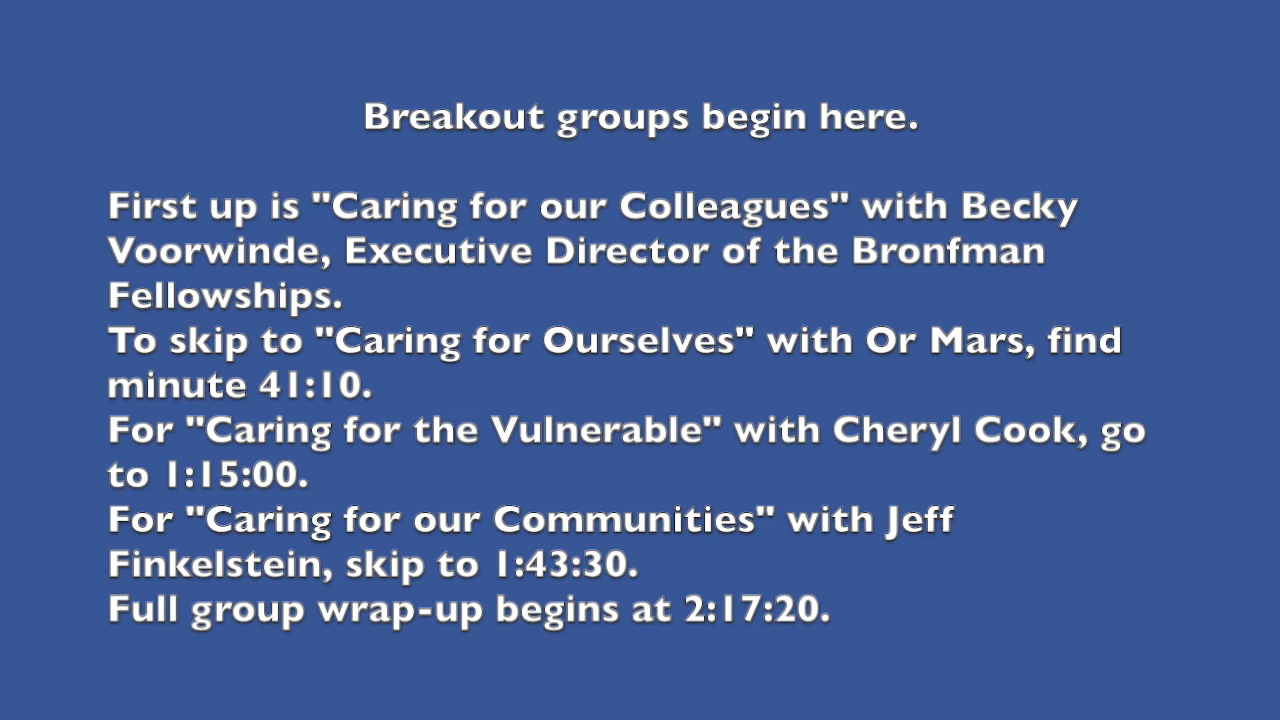 Breakout groups begin here.
First up is "Caring for our Colleagues" with Becky
Voorwinde, Executive Director of the Bronfman
Fellowships.
To skip to "Caring for Ourselves" with Or Mars, find
minute 41:10.
For "Caring for the Vulnerable" with Cheryl Cook, go
to 1:15:00.
For "Caring for our Communities" with Jeff
Finkelstein, skip to 1:43:30.
Full group wrap-up begins at 2:17:20.